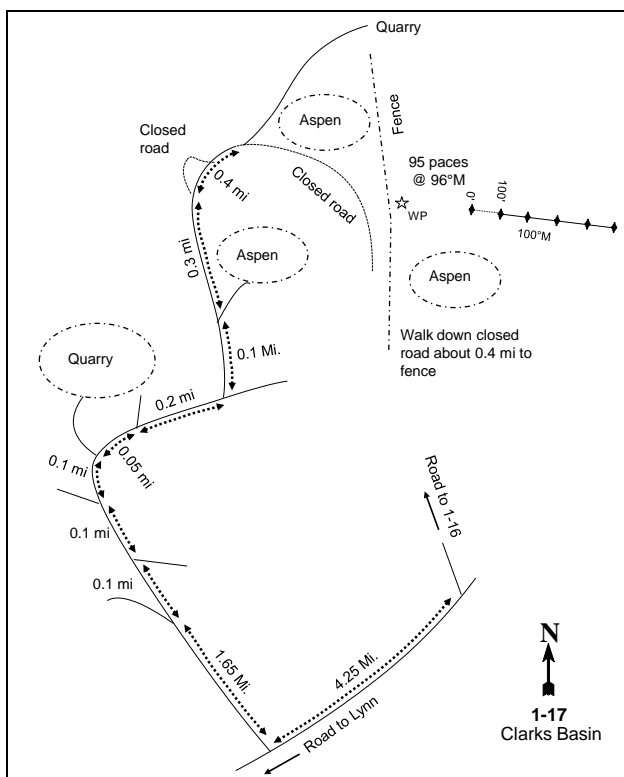 Quarry
Aspen
Fence
Closed
road
0.4 mi
Closed road
95 paces
@ 96°M
WP
0'
100'
100°M
0.3 mi
Aspen
Aspen
Quarry
0.1 Mi.
Walk down closed
road about 0.4 mi to
fence
0.2 mi
0.05 mi
0.1 mi
0.1 mi
0.1 mi
Road to 1-16
1.65 Mi.
4.25 Mi.
Road to Lynn
N
1-17
Clarks Basin